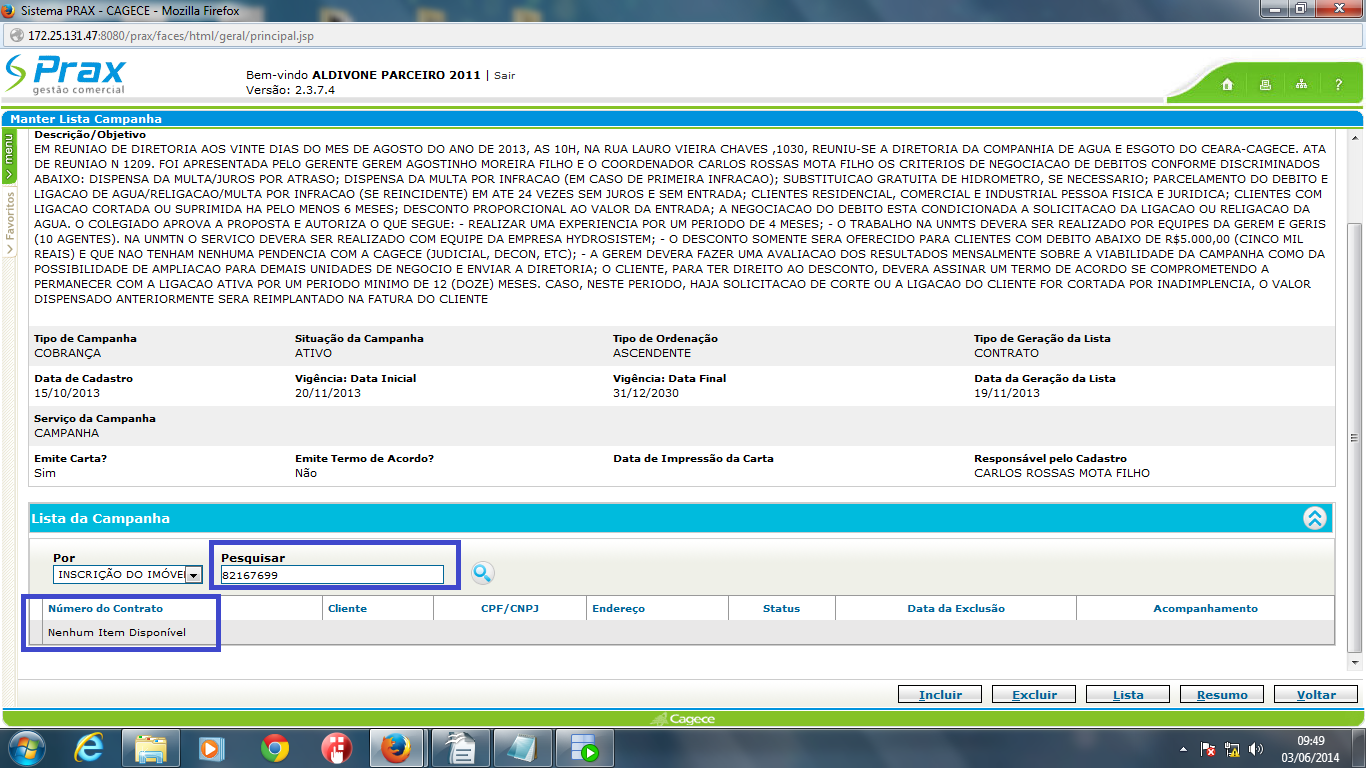 Sistema PRAX - CAGECE - Mozilla Firefox
172.25.131.47:8080/prax/faces/html/geral/principal.jsp
Prax
gestão comercial
Bem-vindo ALDIVONE PARCEIRO 2011 | Sair
Versão: 2.3.7.4
?
Manter Lista Campanha
menu
Favoritos
Descrição/Objetivo
EM REUNIAO DE DIRETORIA AOS VINTE DIAS DO MES DE AGOSTO DO ANO DE 2013, AS 10H, NA RUA LAURO VIEIRA CHAVES ,1030, REUNIU-SE A DIRETORIA DA COMPANHIA DE AGUA E ESGOTO DO CEARA-CAGECE. ATA
DE REUNIAO N 1209. FOI APRESENTADA PELO GERENTE GEREM AGOSTINHO MOREIRA FILHO E O COORDENADOR CARLOS ROSSAS MOTA FILHO OS CRITERIOS DE NEGOCIACAO DE DEBITOS CONFORME DISCRIMINADOS
ABAIXO: DISPENSA DA MULTA/JUROS POR ATRASO; DISPENSA DA MULTA POR INFRACAO (EM CASO DE PRIMEIRA INFRACAO); SUBSTITUICAO GRATUITA DE HIDROMETRO, SE NECESSARIO; PARCELAMENTO DO DEBITO E
LIGACAO DE AGUA/RELIGACAO/MULTA POR INFRACAO (SE REINCIDENTE) EM ATE 24 VEZES SEM JUROS E SEM ENTRADA; CLIENTES RESIDENCIAL, COMERCIAL E INDUSTRIAL PESSOA FISICA E JURIDICA; CLIENTES COM
LIGACAO CORTADA OU SUPRIMIDA HA PELO MENOS 6 MESES; DESCONTO PROPORCIONAL AO VALOR DA ENTRADA; A NEGOCIACAO DO DEBITO ESTA CONDICIONADA A SOLICITACAO DA LIGACAO OU RELIGACAO DA
AGUA. O COLEGIADO APROVA A PROPOSTA E AUTORIZA O QUE SEGUE: - REALIZAR UMA EXPERIENCIA POR UM PERIODO DE 4 MESES; - O TRABALHO NA UNMTS DEVERA SER REALIZADO POR EQUIPES DA GEREM E GERIS
(10 AGENTES). NA UNMTN O SERVICO DEVERA SER REALIZADO COM EQUIPE DA EMPRESA HYDROSISTEM; - O DESCONTO SOMENTE SERA OFERECIDO PARA CLIENTES COM DEBITO ABAIXO DE R$5.000,00 (CINCO MIL
REAIS) E QUE NAO TENHAM NENHUMA PENDENCIA COM A CAGECE (JUDICIAL, DECON, ETC); - A GEREM DEVERA FAZER UMA AVALIACAO DOS RESULTADOS MENSALMENTE SOBRE A VIABILIDADE DA CAMPANHA COMO DA
POSSIBILIDADE DE AMPLIACAO PARA DEMAIS UNIDADES DE NEGOCIO E ENVIAR A DIRETORIA; O CLIENTE, PARA TER DIREITO AO DESCONTO, DEVERA ASSINAR UM TERMO DE ACORDO SE COMPROMETENDO A
PERMANECER COM A LIGACAO ATIVA POR UM PERIODO MINIMO DE 12 (DOZE) MESES. CASO, NESTE PERIODO, HAJA SOLICITACAO DE CORTE OU A LIGACAO DO CLIENTE FOR CORTADA POR INADIMPLENCIA, O VALOR
DISPENSADO ANTERIORMENTE SERA REIMPLANTADO NA FATURA DO CLIENTE
Tipo de Campanha Situação da Campanha Tipo de Ordenação Tipo de Geração da Lista
COBRANÇA ATIVO ASCENDENTE CONTRATO
Data de Cadastro Vigência: Data Inicial Vigência: Data Final Data da Geração da Lista
15/10/2013 20/11/2013 31/12/2030 19/11/2013
Serviço da Campanha
CAMPANHA
Emite Carta? Emite Termo de Acordo? Data de Impressão da Carta Responsável pelo Cadastro
Sim Não CARLOS ROSSAS MOTA FILHO
Lista da Campanha
Por Pesquisar
INSCRIÇÃO DO IMÓVEL 82167699
Número do Contrato Cliente CPF/CNPJ Endereço Status Data da Exclusão Acompanhamento
Nenhum Item Disponível
Incluir Excluir Lista Resumo Voltar
Cagece
09:49
03/06/2014